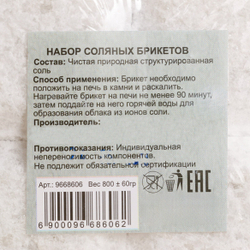 НАБОР СОЛЯНЫХ БРИКЕТОВ
Состав: Чистая природная структурированная
соль
Способ применения: Брикет необходимо
положить на печь в камни и раскалить.
Нагревайте брикет на печи не менее 90 минут,
затем поддайте на него горячей воды для
образования облака из ионов соли.
Производитель:
Противопоказания: Индивидуальная
непереносимость компонентов.
Не подлежит обязательной сертификации
Арт.: 9668606 Вес 800 ± 60гр
EAC
6 900096 686062